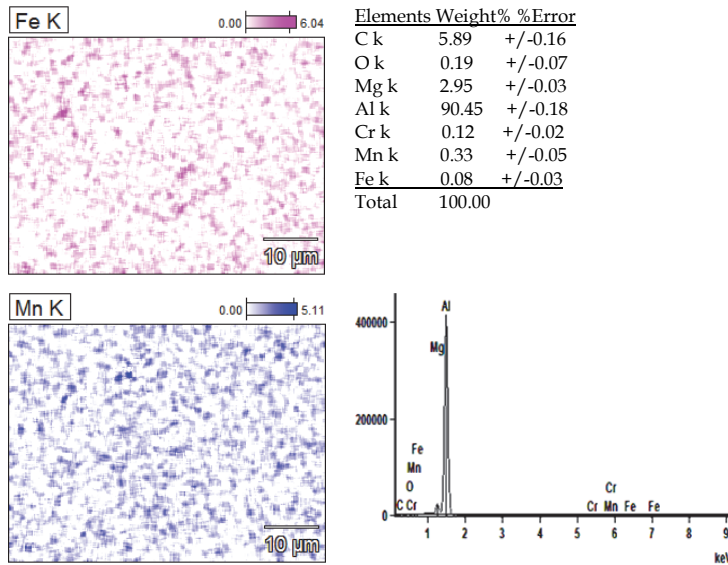 Fe K
0.00 6.04
10 µm
Elements Weight% %Error
C k 5.89 +/-0.16
O k 0.19 +/-0.07
Mg k 2.95 +/-0.03
Al k 90.45 +/-0.18
Cr k 0.12 +/-0.02
Mn k 0.33 +/-0.05
Fe k 0.08 +/-0.03
Total 100.00
Mn K
0.00 5.11
10 µm
Al
400000
Mg
200000
Fe
Mn
O Cr
C Cr Cr Mn Fe Fe
0
1 2 3 4 5 6 7 8 9
keV